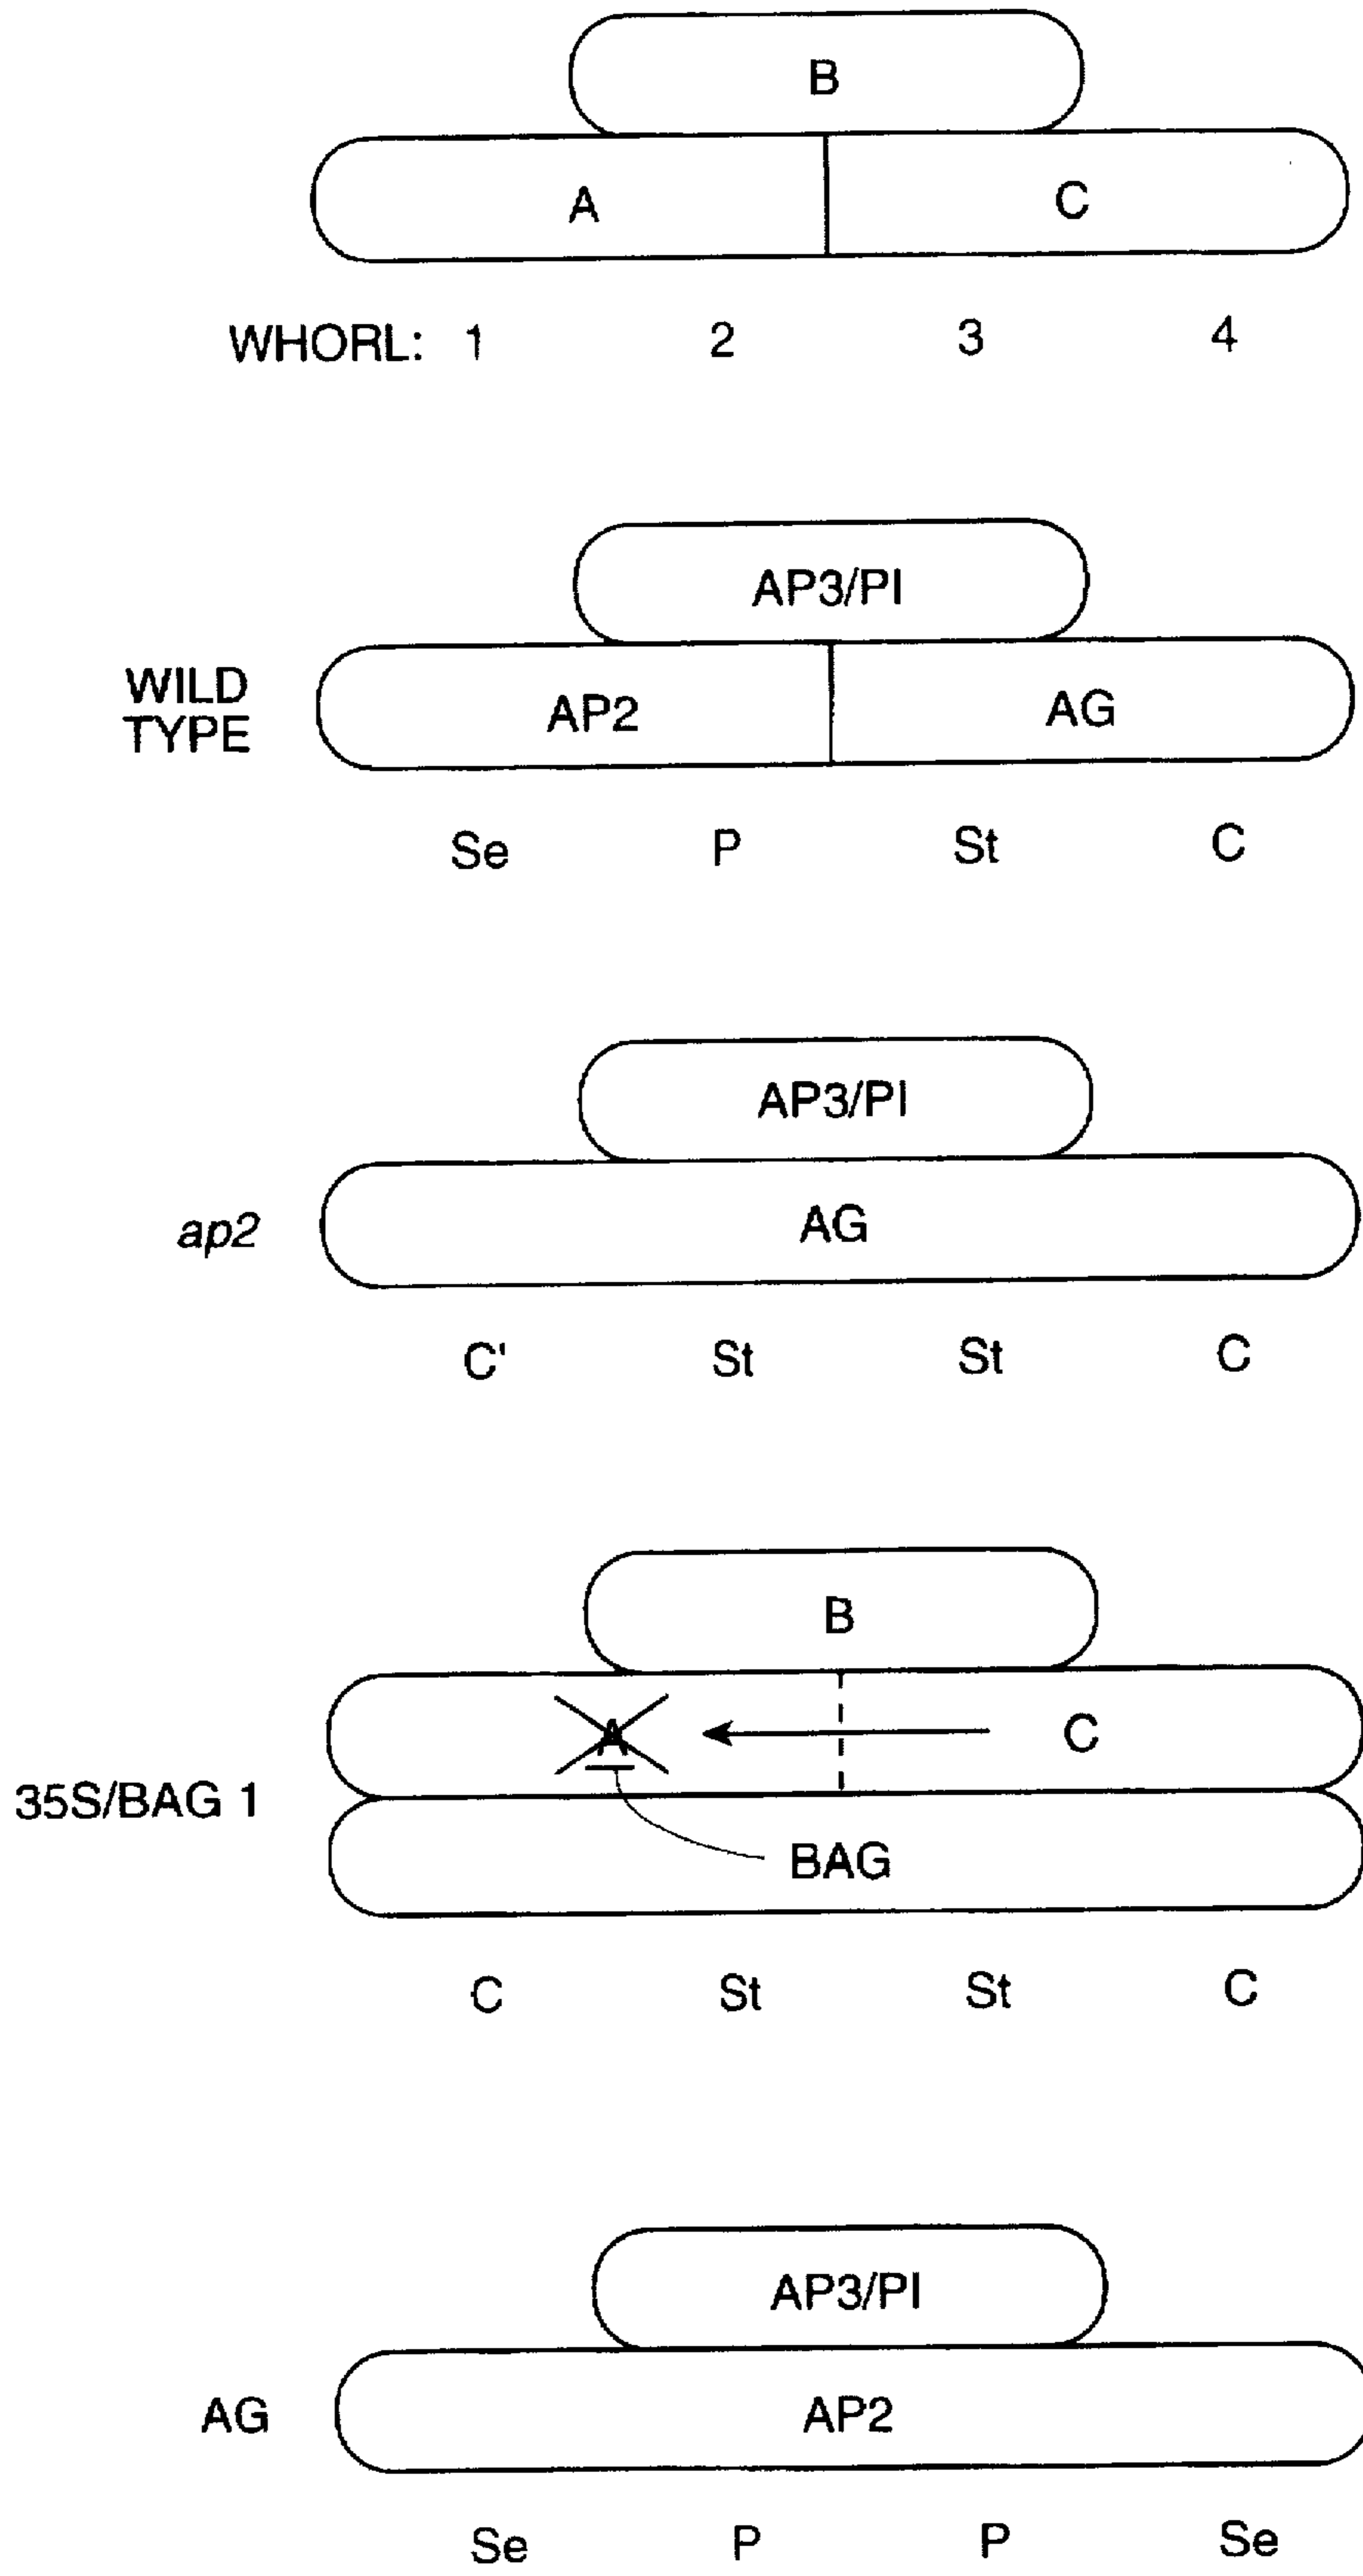 B
A C
WHORL: 1 2 3 4
AP3/PI
WILD
TYPE
AP2 AG
Se P St C
AP3/PI
ap2 AG
C' St St C
B
A C
35S/BAG 1
BAG
C St St C
AP3/PI
AG AP2
Se P P Se